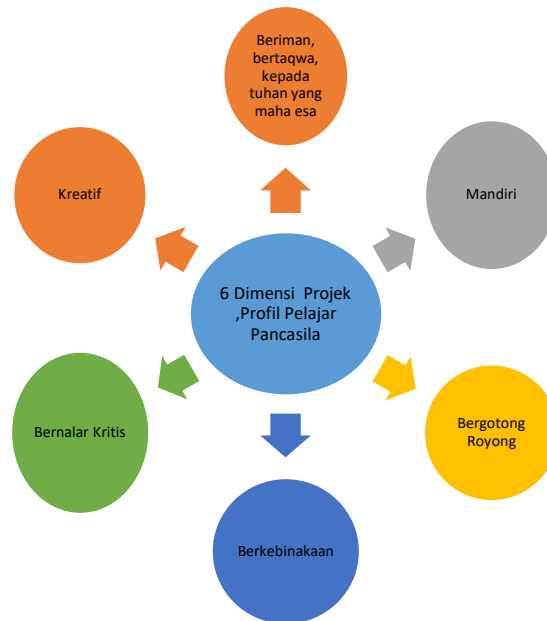 Beriman,
bertaqwa,
kepada
tuhan yang
maha esa
Kreatif
Mandiri
6 Dimensi Projek
,Profil Pelajar
Pancasila
Bernalar Kritis
Bergotong
Royong
Berkebinakaan